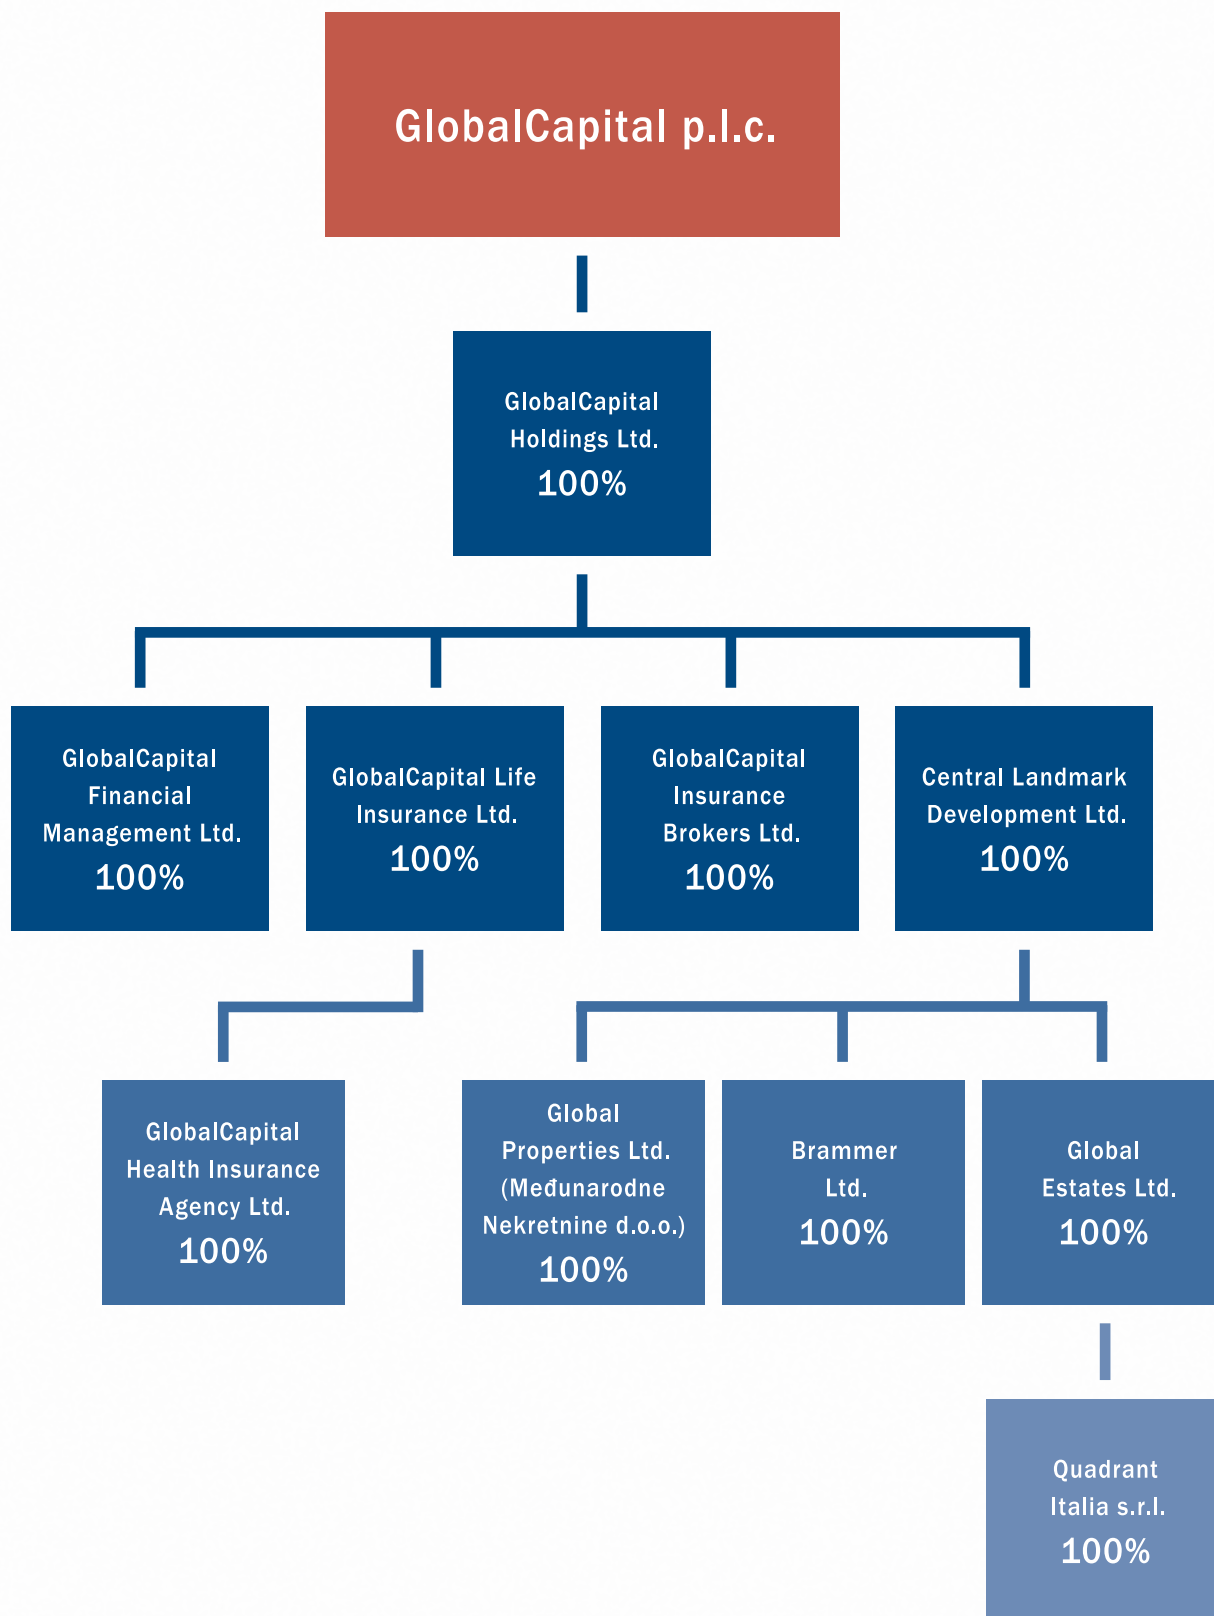 GlobalCapital p.l.c.
GlobalCapital
Holdings Ltd.
100%
GlobalCapital
Financial
Management Ltd.
100%
GlobalCapital Life
Insurance Ltd.
100%
GlobalCapital
Insurance
Brokers Ltd.
100%
Central Landmark
Development Ltd.
100%
GlobalCapital
Health Insurance
Agency Ltd.
100%
Global
Properties Ltd.
(Međunarodne
Nekretnine d.o.o.)
100%
Brammer
Ltd.
100%
Global
Estates Ltd.
100%
Quadrant
Italia s.r.l.
100%